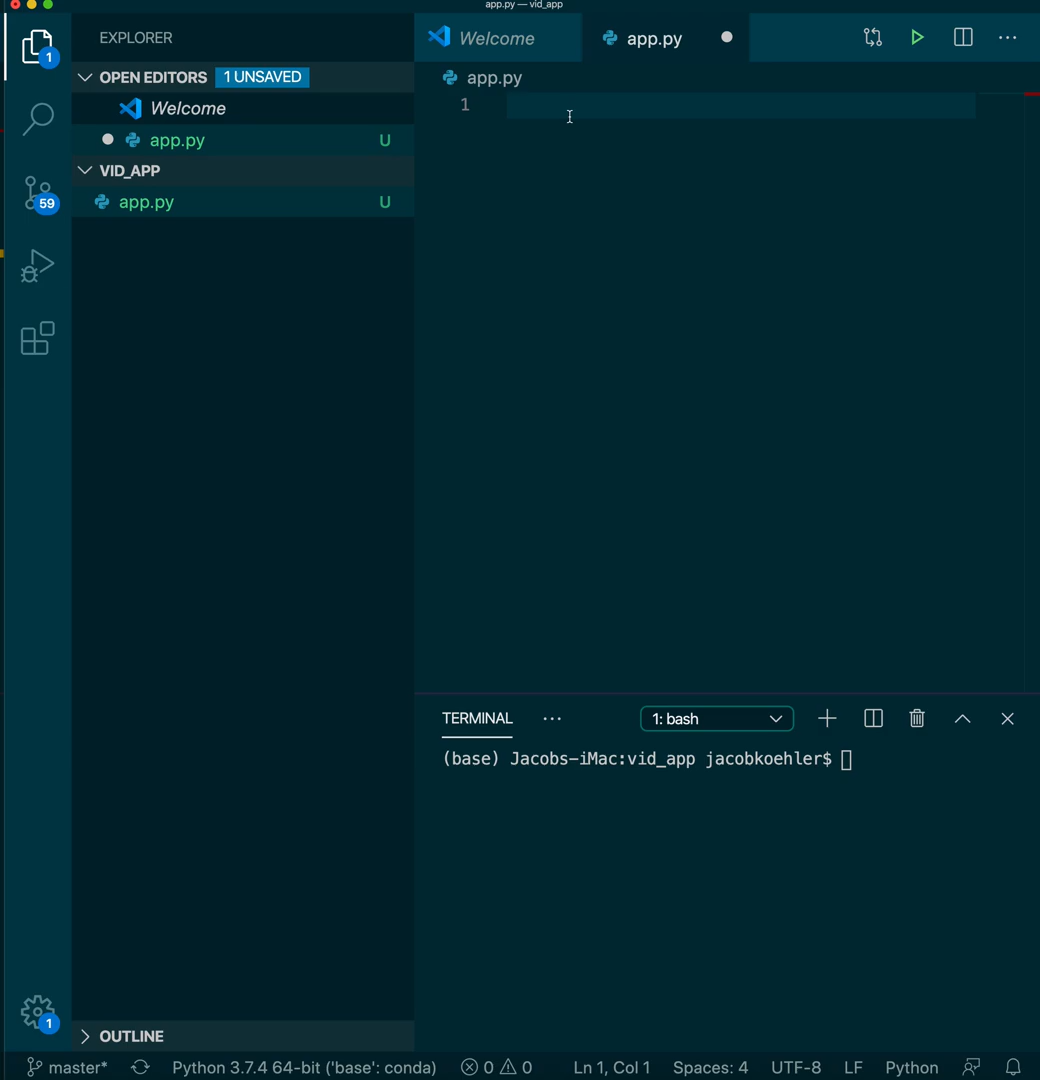 app.py — vid_app
EXPLORER
Welcome
app.py
1
OPEN EDITORS 1 UNSAVED
app.py
Welcome
1
app.py U
VID_APP
app.py U
59
TERMINAL ··· 1: bash
(base) Jacobs-iMac:vid_app jacobkoehler$
1
OUTLINE
master* Python 3.7.4 64-bit ('base': conda) 0 0 Ln 1, Col 1 Spaces: 4 UTF-8 LF Python